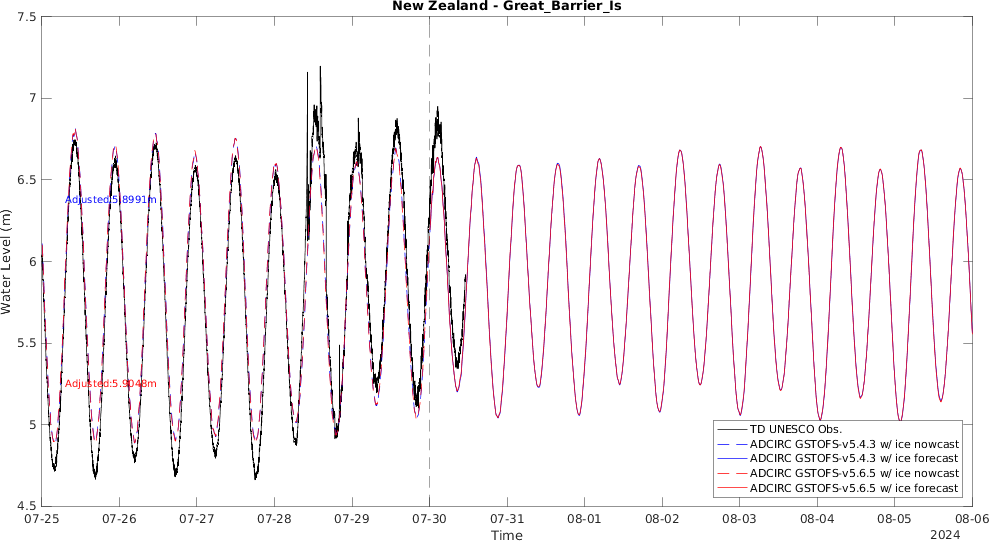 New Zealand - Great_Barrier_Is
7.5
7
6.5
6
5.5
5
4.5
Water Level (m)
Adjusted:5.8991m
Adjusted:5.9048m
TD UNESCO Obs.
ADCIRC GSTOFS-v5.4.3 w/ ice nowcast
ADCIRC GSTOFS-v5.4.3 w/ ice forecast
ADCIRC GSTOFS-v5.6.5 w/ ice nowcast
ADCIRC GSTOFS-v5.6.5 w/ ice forecast
07-25 07-26 07-27 07-28 07-29 07-30 07-31 08-01 08-02 08-03 08-04 08-05 08-06
Time
2024